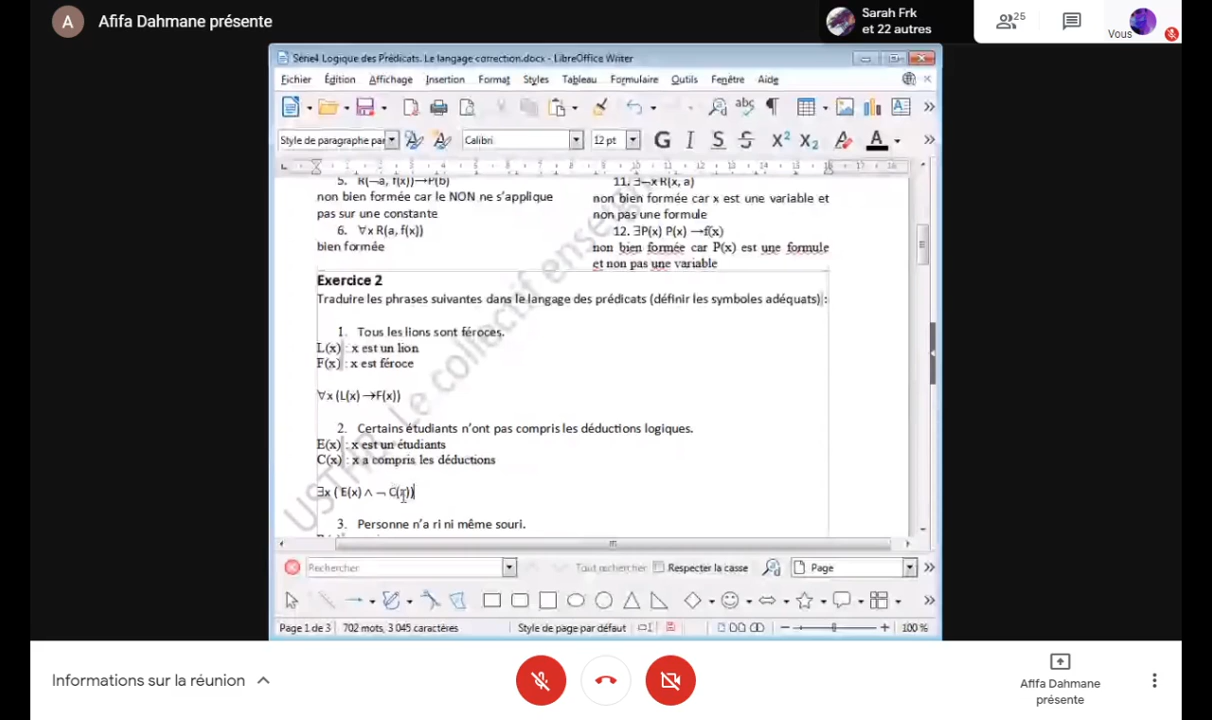 A Afifa Dahmane présente
Sarah Frk
et 22 autres
25
Vous
Série4 Logique des Prédicats. Le langage correction.docx - LibreOffice Writer
Fichier Édition Affichage Insertion Format Styles Tableau Formulaire Outils Fenêtre Aide
Style de paragraphe par Calibri 12 pt G I S S X² X₂ A
5. R(¬a, f(x))→P(b)
non bien formée car le NON ne s'applique
pas sur une constante
6. ∀x R(a, f(x))
bien formée
11. ∃¬x R(x, a)
non bien formée car x est une variable et
non pas une formule
12. ∃P(x) P(x) →f(x)
non bien formée car P(x) est une formule
et non pas une variable
Exercice 2
Traduire les phrases suivantes dans le langage des prédicats (définir les symboles adéquats) :
1. Tous les lions sont féroces.
L(x) : x est un lion
F(x) : x est féroce
∀x (L(x) →F(x))
2. Certains étudiants n'ont pas compris les déductions logiques.
E(x) : x est un étudiants
C(x) : x a compris les déductions
∃x ( E(x) ∧ ¬ C(x))
3. Personne n'a ri ni même souri.
USTHB. Le collectif enseign
Rechercher Tout rechercher Respecter la casse Page
Page 1 de 3 702 mots, 3 045 caractères Style de page par défaut 100 %
Informations sur la réunion
Afifa Dahmane
présente